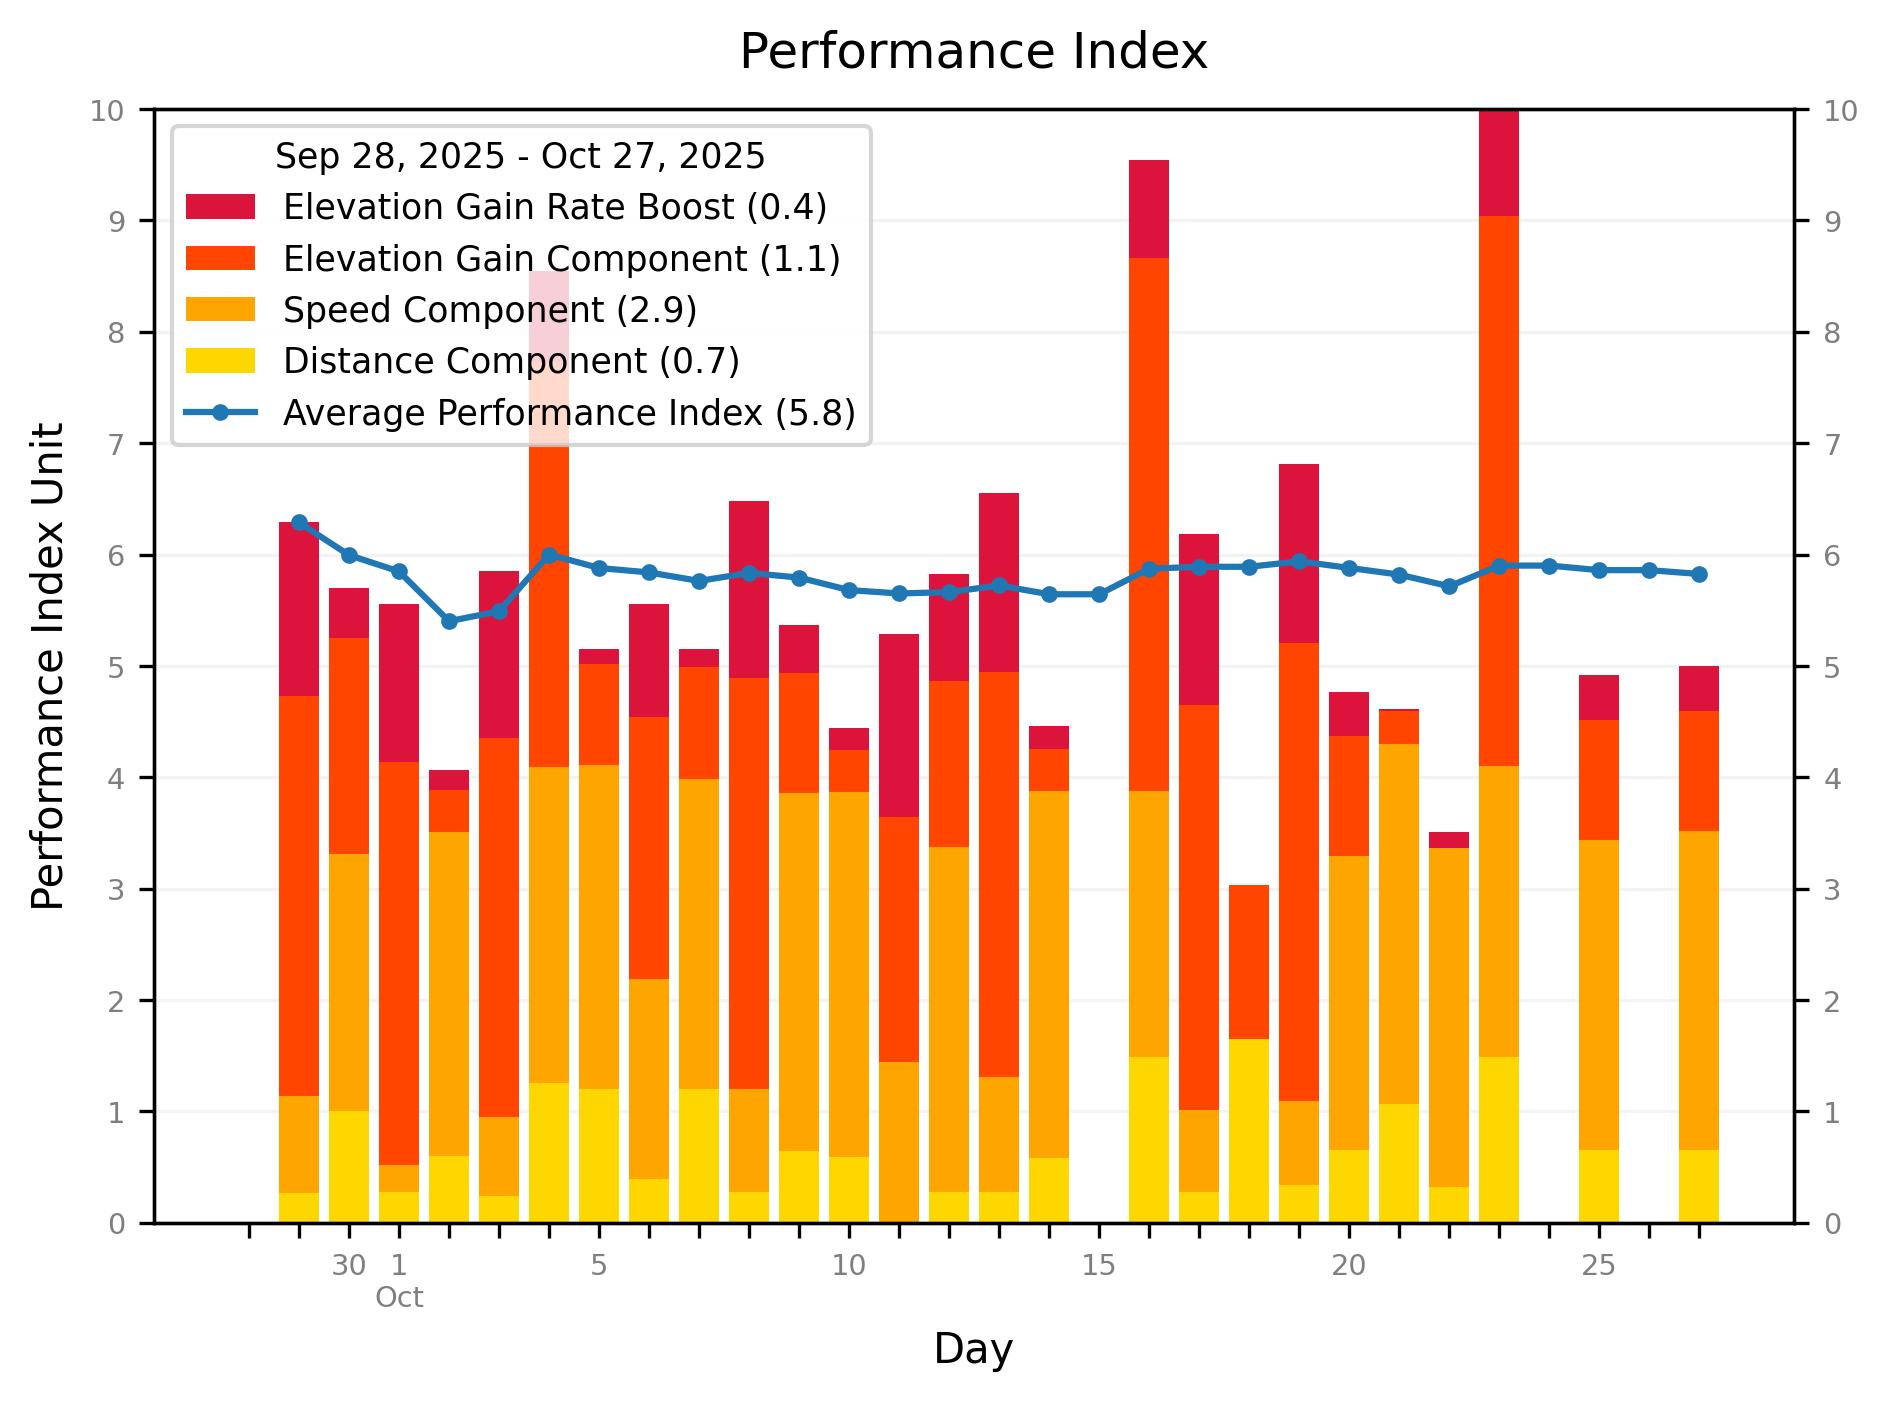 Performance Index
Sep 28, 2025 - Oct 27, 2025
Elevation Gain Rate Boost (0.4)
Elevation Gain Component (1.1)
Speed Component (2.9)
Distance Component (0.7)
Average Performance Index (5.8)
Performance Index Unit
10
9
8
7
6
5
4
3
2
1
0
10
9
8
7
6
5
4
3
2
1
0
30 1 5 10 15 20 25
Oct
Day